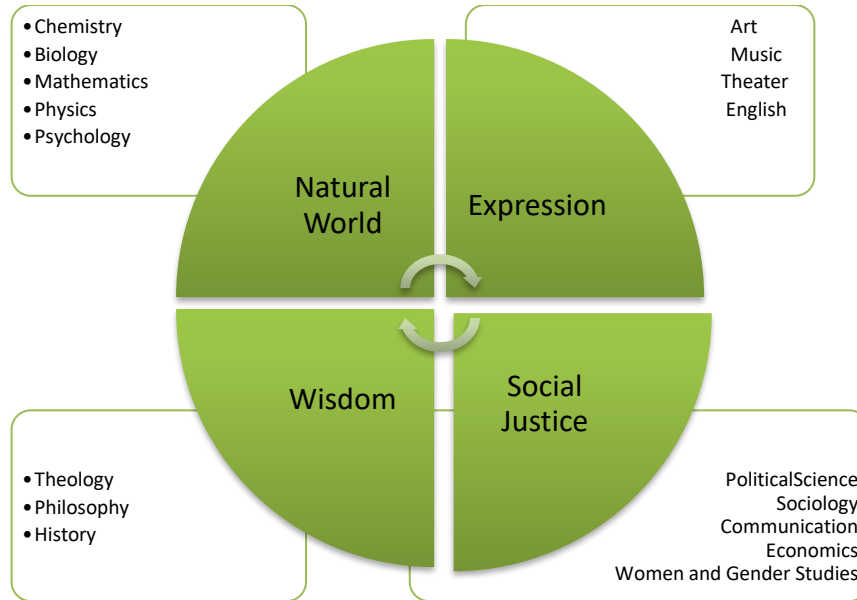 •Chemistry
•Biology
•Mathematics
•Physics
•Psychology
Art
Music
Theater
English
Natural
World
Expression
Wisdom
Social
Justice
•Theology
•Philosophy
•History
PoliticalScience
Sociology
Communication
Economics
Women and Gender Studies